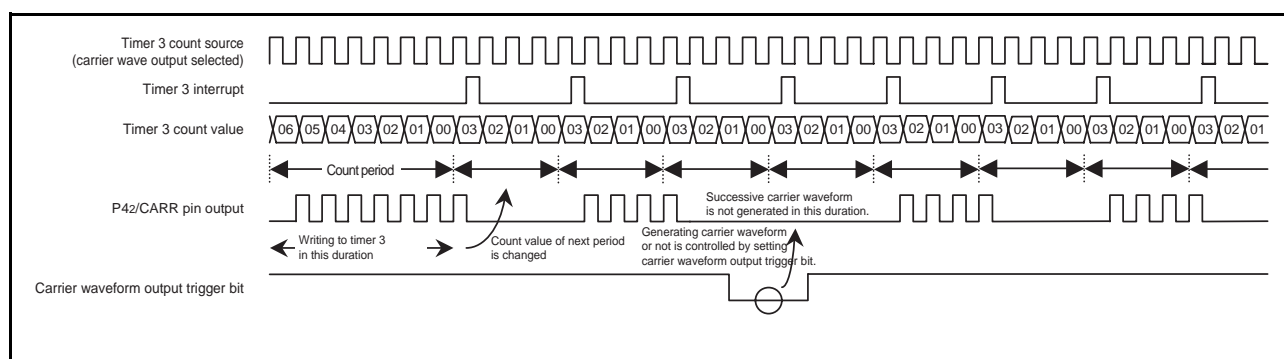 Timer 3 count source
(carrier wave output selected)
Timer 3 interrupt
Timer 3 count value
06 05 04 03 02 01 00 03 02 01 00 03 02 01 00 03 02 01 00 03 02 01 00 03 02 01 00 03 02 01 00 03 02 01 00 03 02 01
Count period
P42/CARR pin output
Successive carrier waveform
is not generated in this duration.
Writing to timer 3
in this duration
Count value of next period
is changed
Generating carrier waveform
or not is controlled by setting
carrier waveform output trigger bit.
Carrier waveform output trigger bit